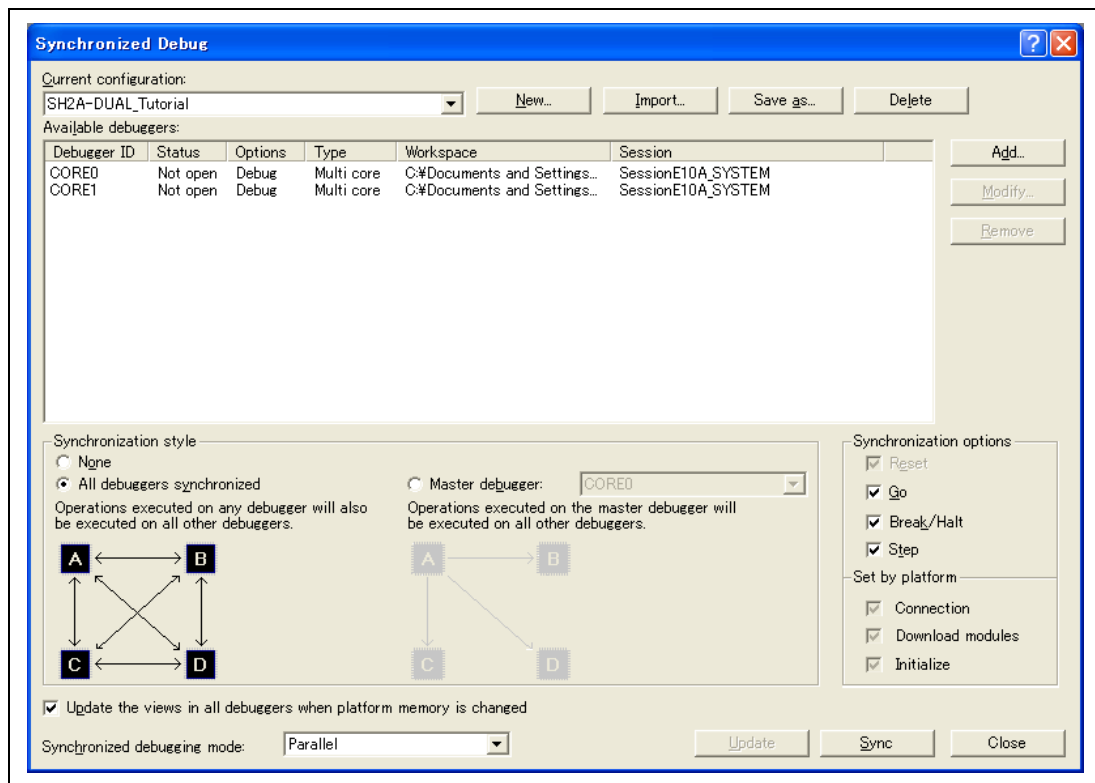 Synchronized Debug
Current configuration:
SH2A-DUAL_Tutorial
New...
Import...
Save as...
Delete
Available debuggers:
Debugger ID Status Options Type Workspace Session
CORE0 Not open Debug Multi core C:¥Documents and Settings... SessionE10A_SYSTEM
CORE1 Not open Debug Multi core C:¥Documents and Settings... SessionE10A_SYSTEM
Add...
Modify...
Remove
Synchronization style
None
All debuggers synchronized
Operations executed on any debugger will also
be executed on all other debuggers.
A B
C D
Master debugger: CORE0
Operations executed on the master debugger will
be executed on all other debuggers.
A B
C D
Synchronization options
Reset
Go
Break/Halt
Step
Set by platform
Connection
Download modules
Initialize
Update the views in all debuggers when platform memory is changed
Synchronized debugging mode: Parallel
Update
Sync
Close